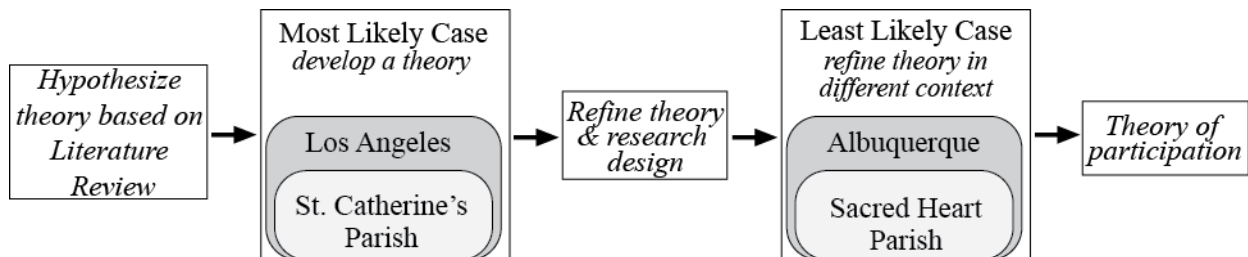 Hypothesize
theory based on
Literature
Review
Most Likely Case
develop a theory
Los Angeles
St. Catherine’s
Parish
Refine theory
& research
design
Least Likely Case
refine theory in
different context
Albuquerque
Sacred Heart
Parish
Theory of
participation